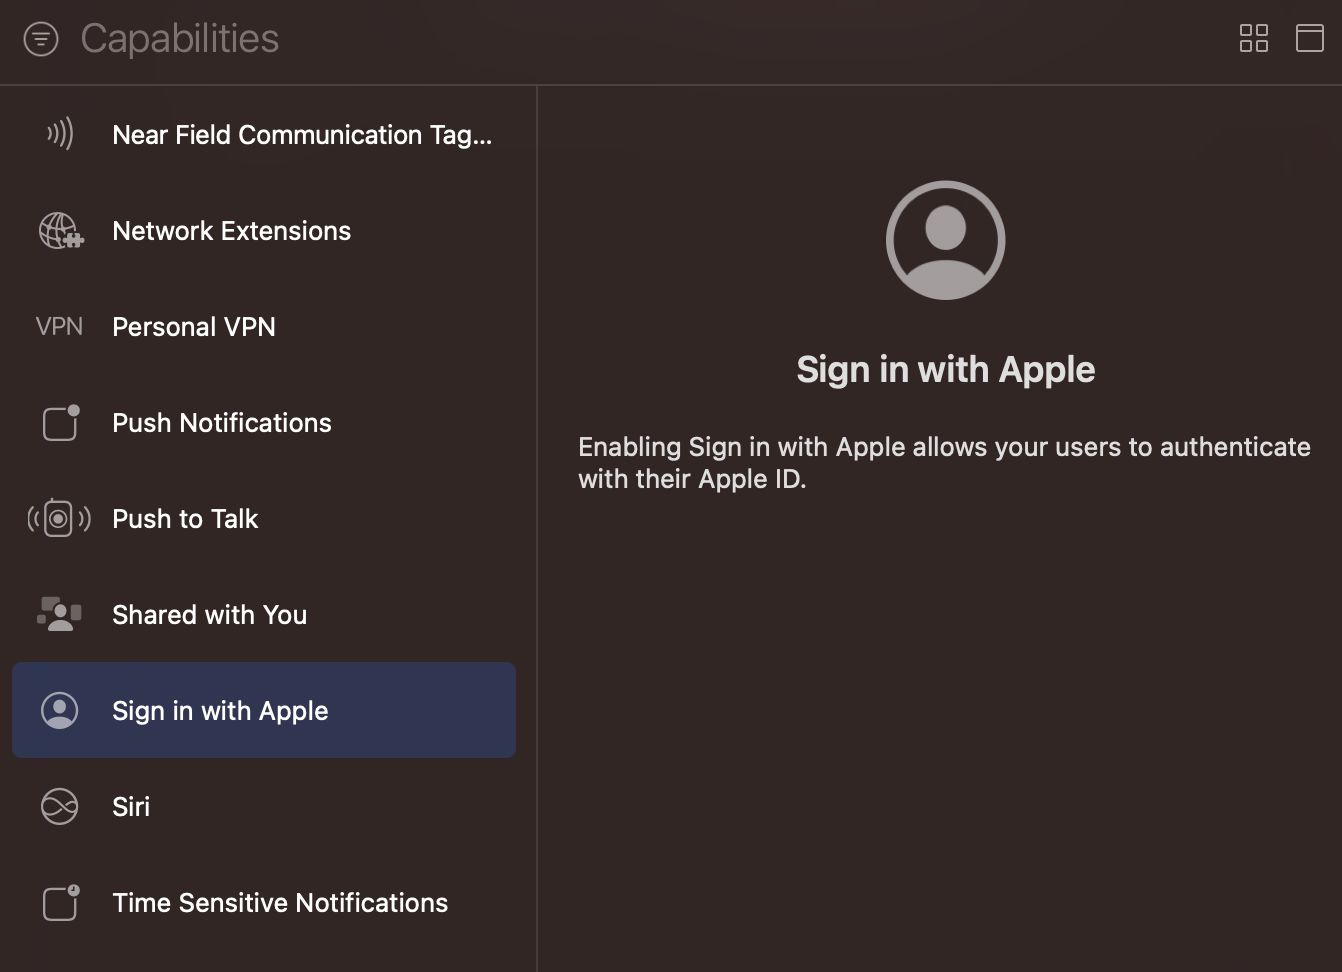 Capabilities
Near Field Communication Tag...
Network Extensions
VPN Personal VPN
Push Notifications
Push to Talk
Shared with You
Sign in with Apple
Siri
Time Sensitive Notifications
Sign in with Apple
Enabling Sign in with Apple allows your users to authenticate
with their Apple ID.